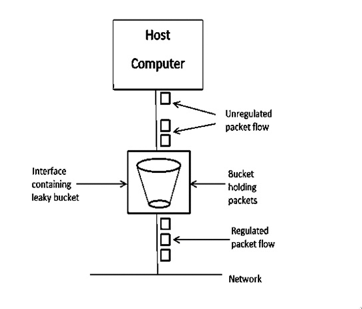 Host
Computer
Unregulated
packet flow
Interface
containing
leaky bucket
Bucket
holding
packets
Regulated
packet flow
Network